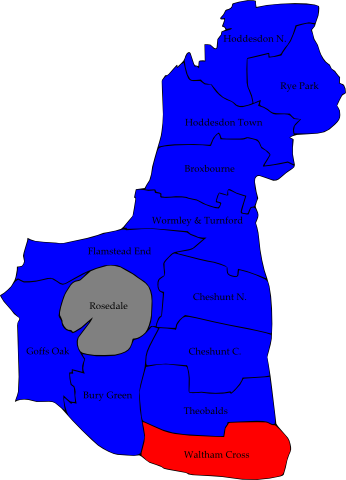 Hoddesdon N.
Rye Park
Hoddesdon Town
Broxbourne
Wormley & Turnford
Flamstead End
Cheshunt N.
Rosedale
Goffs Oak
Cheshunt C.
Bury Green
Theobalds
Waltham Cross